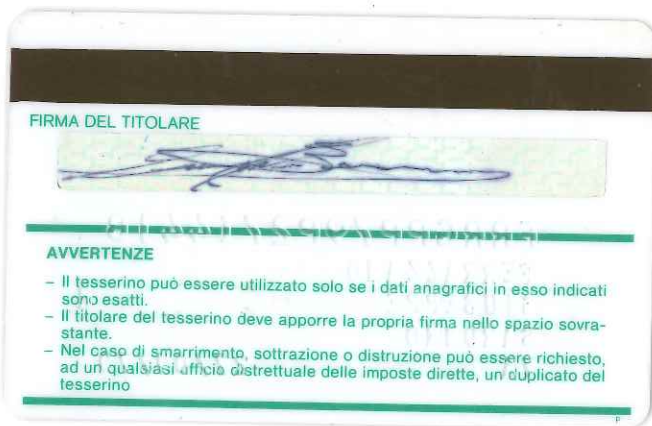 FIRMA DEL TITOLARE
AVVERTENZE
– Il tesserino può essere utilizzato solo se i dati anagrafici in esso indicati
sono esatti.
– Il titolare del tesserino deve apporre la propria firma nello spazio sovra-
stante.
– Nel caso di smarrimento, sottrazione o distruzione può essere richiesto,
ad un qualsiasi ufficio distrettuale delle imposte dirette, un duplicato del
tesserino
P